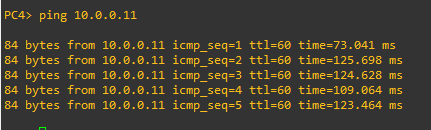 PC4> ping 10.0.0.11
84 bytes from 10.0.0.11 icmp_seq=1 ttl=60 time=73.041 ms
84 bytes from 10.0.0.11 icmp_seq=2 ttl=60 time=125.698 ms
84 bytes from 10.0.0.11 icmp_seq=3 ttl=60 time=124.628 ms
84 bytes from 10.0.0.11 icmp_seq=4 ttl=60 time=109.064 ms
84 bytes from 10.0.0.11 icmp_seq=5 ttl=60 time=123.464 ms